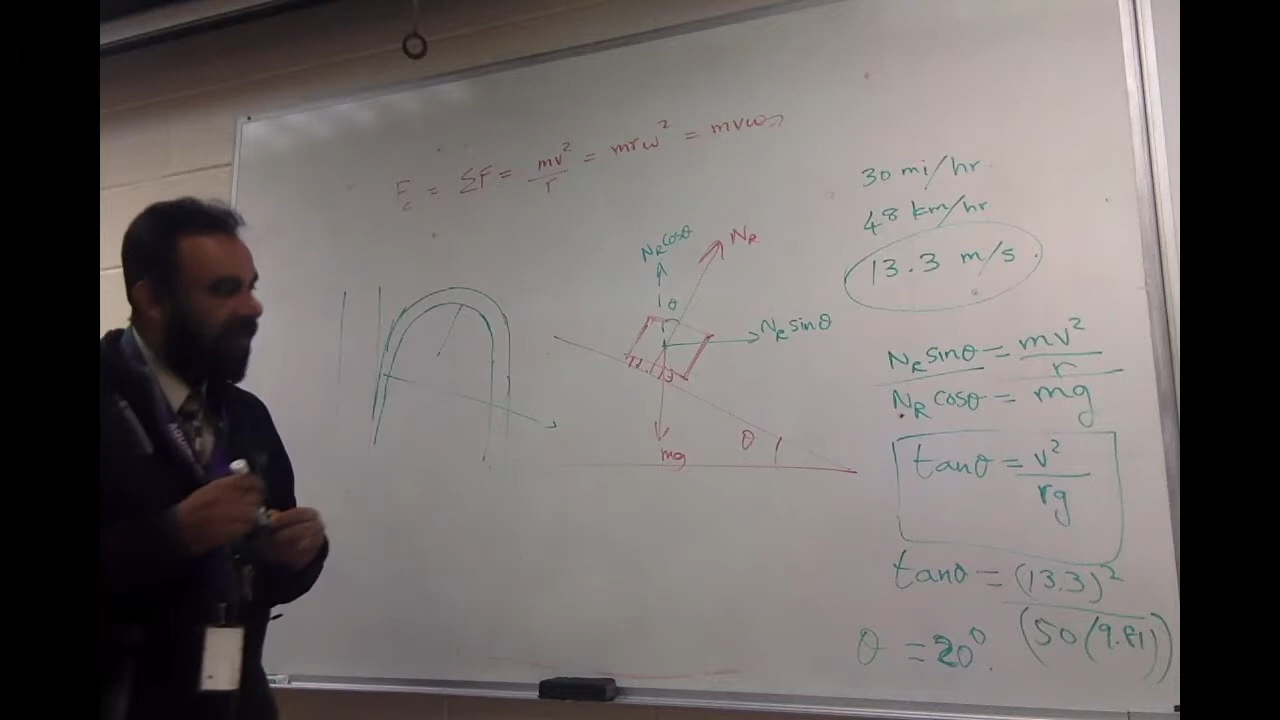 F_c = ΣF = mv²/r = mrω² = mvω
30 mi/hr
48 km/hr
13.3 m/s.
N_R cosθ
N_R
θ
N_R sinθ
mg
θ
N_R sinθ = mv²/r
N_R cosθ = mg
tanθ = v²/rg
tanθ = (13.3)²/(50(9.81))
θ = 20°.